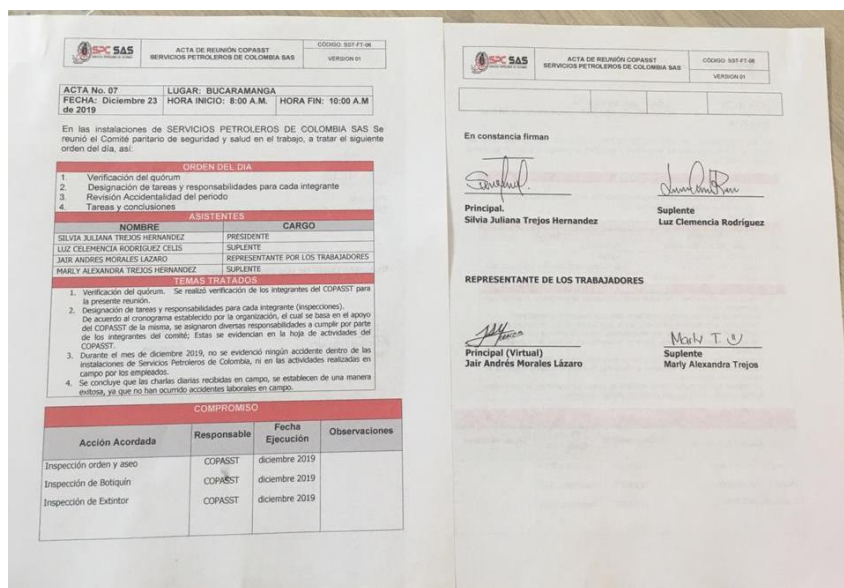 SPC SAS
ACTA DE REUNIÓN COPASST
SERVICIOS PETROLEROS DE COLOMBIA SAS
CÓDIGO: SST-FT-08
VERSION 01
ACTA No. 07
LUGAR: BUCARAMANGA
FECHA: Diciembre 23 de 2019
HORA INICIO: 8:00 A.M.
HORA FIN: 10:00 A.M
En las instalaciones de SERVICIOS PETROLEROS DE COLOMBIA SAS Se
reunió el Comité paritario de seguridad y salud en el trabajo, a tratar el siguiente
orden del día, así:
ORDEN DEL DIA
1. Verificación del quórum
2. Designación de tareas y responsabilidades para cada integrante
3. Revisión Accidentalidad del periodo
4. Tareas y conclusiones
ASISTENTES
NOMBRE CARGO
SILVIA JULIANA TREJOS HERNANDEZ PRESIDENTE
LUZ CELEMENCIA RODRIGUEZ CELIS SUPLENTE
JAIR ANDRES MORALES LAZARO REPRESENTANTE POR LOS TRABAJADORES
MARLY ALEXANDRA TREJOS HERNANDEZ SUPLENTE
TEMAS TRATADOS
1. Verificación del quórum. Se realizó verificación de los integrantes del COPASST para
la presente reunión.
2. Designación de tareas y responsabilidades para cada integrante (inspecciones).
De acuerdo al cronograma establecido por la organización, el cual se basa en el apoyo
del COPASST de la misma, se asignaron diversas responsabilidades a cumplir por parte
de los integrantes del comité; Estas se evidencian en la hoja de actividades del
COPASST.
3. Durante el mes de diciembre 2019, no se evidenció ningún accidente dentro de las
instalaciones de Servicios Petroleros de Colombia, ni en las actividades realizadas en
campo por los empleados.
4. Se concluye que las charlas diarias recibidas en campo, se establecen de una manera
exitosa, ya que no han ocurrido accidentes laborales en campo.
COMPROMISO
Acción Acordada Responsable Fecha Ejecución Observaciones
Inspección orden y aseo COPASST diciembre 2019
Inspección de Botiquín COPASST diciembre 2019
Inspección de Extintor COPASST diciembre 2019
SPC SAS
ACTA DE REUNIÓN COPASST
SERVICIOS PETROLEROS DE COLOMBIA SAS
CÓDIGO: SST-FT-08
VERSION 01
En constancia firman
Principal.
Silvia Juliana Trejos Hernandez
Suplente
Luz Clemencia Rodríguez
REPRESENTANTE DE LOS TRABAJADORES
Marly T
Principal (Virtual)
Jair Andrés Morales Lázaro
Suplente
Marly Alexandra Trejos